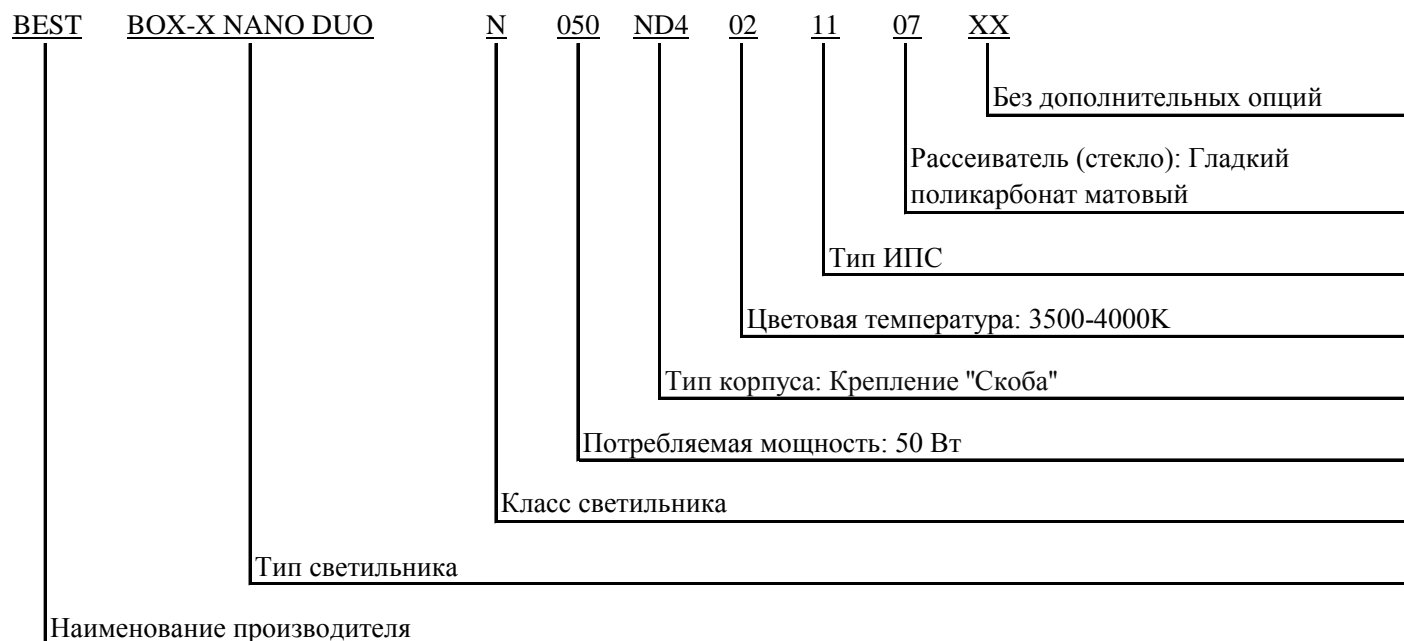 BEST BOX-X NANO DUO N 050 ND4 02 11 07 XX
Без дополнительных опций
Рассеиватель (стекло): Гладкий
поликарбонат матовый
Тип ИПС
Цветовая температура: 3500-4000K
Тип корпуса: Крепление "Скоба"
Потребляемая мощность: 50 Вт
Класс светильника
Тип светильника
Наименование производителя